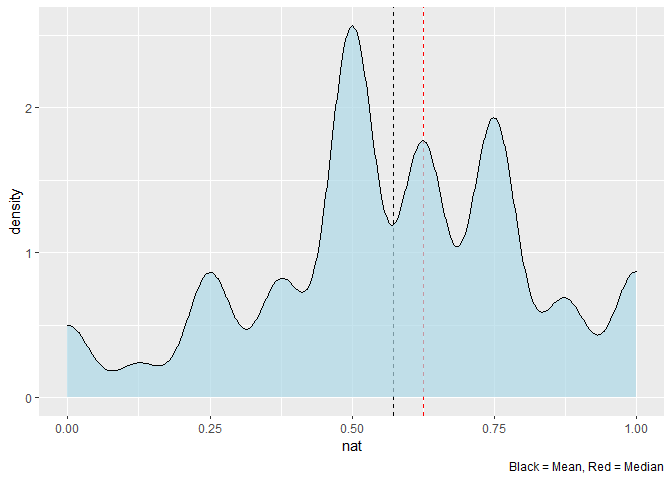 density
2
1
0
0.00 0.25 0.50 0.75 1.00
nat
Black = Mean, Red = Median